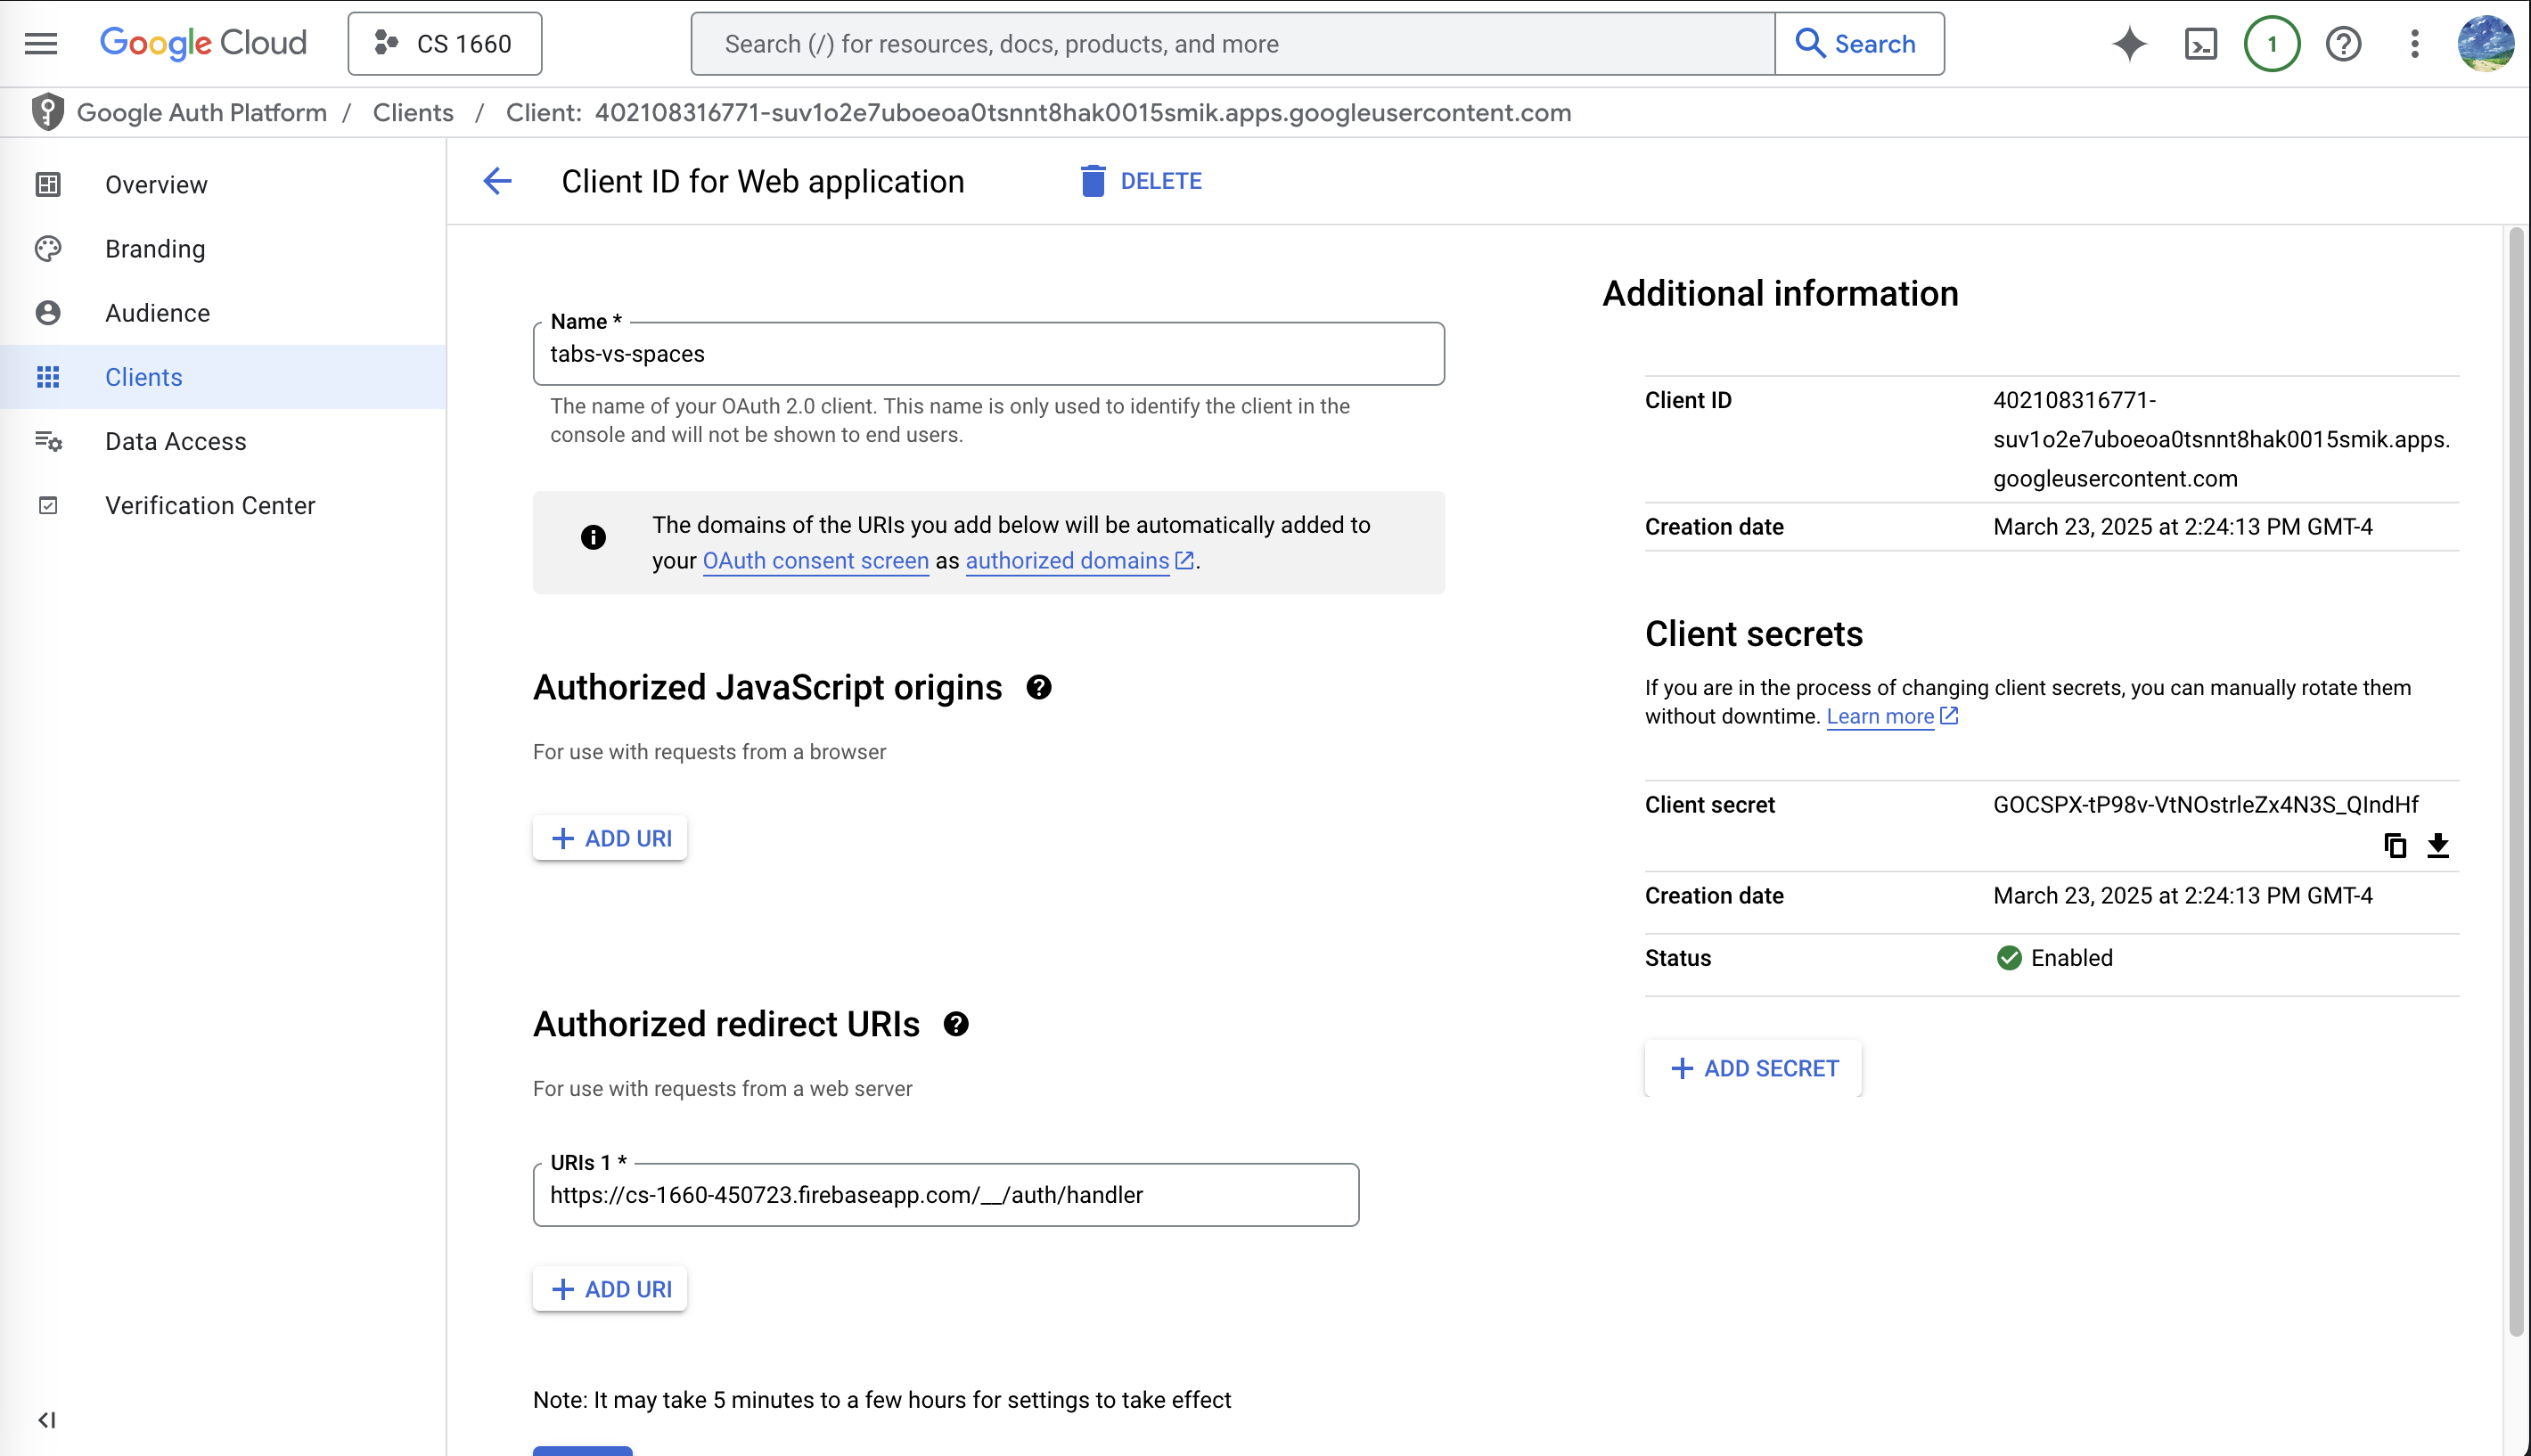 Google Cloud
CS 1660
Search (/) for resources, docs, products, and more
Search
1
Google Auth Platform / Clients / Client: 402108316771-suv1o2e7uboeoa0tsnnt8hak0015smik.apps.googleusercontent.com
Overview
Branding
Audience
Clients
Data Access
Verification Center
Client ID for Web application
DELETE
Name *
tabs-vs-spaces
The name of your OAuth 2.0 client. This name is only used to identify the client in the
console and will not be shown to end users.
The domains of the URIs you add below will be automatically added to
your OAuth consent screen as authorized domains.
Authorized JavaScript origins
For use with requests from a browser
+ ADD URI
Authorized redirect URIs
For use with requests from a web server
URIs 1 *
https://cs-1660-450723.firebaseapp.com/__/auth/handler
+ ADD URI
Note: It may take 5 minutes to a few hours for settings to take effect
Additional information
Client ID
402108316771-
suv1o2e7uboeoa0tsnnt8hak0015smik.apps.
googleusercontent.com
Creation date
March 23, 2025 at 2:24:13 PM GMT-4
Client secrets
If you are in the process of changing client secrets, you can manually rotate them
without downtime. Learn more
Client secret
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
Creation date
March 23, 2025 at 2:24:13 PM GMT-4
Status
Enabled
+ ADD SECRET